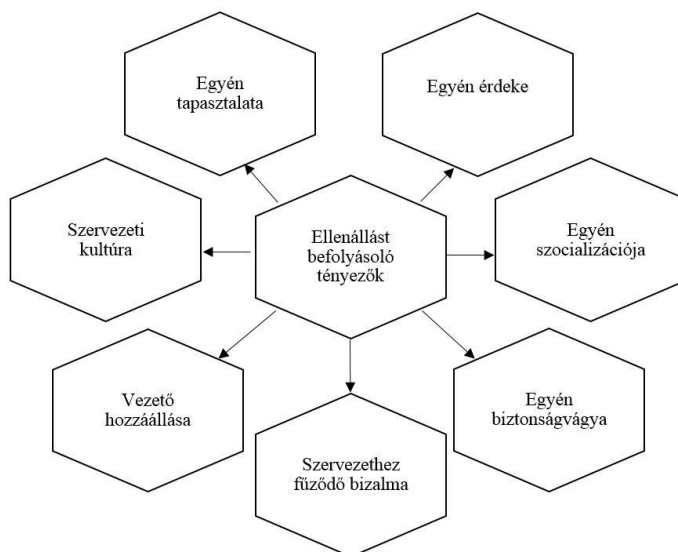 Egyén
tapasztalata
Egyén érdeke
Szervezeti
kultúra
Ellenállást
befolyásoló
tényezők
Egyén
szocializációja
Vezető
hozzáállása
Egyén
biztonságvágya
Szervezethez
fűződő bizalma